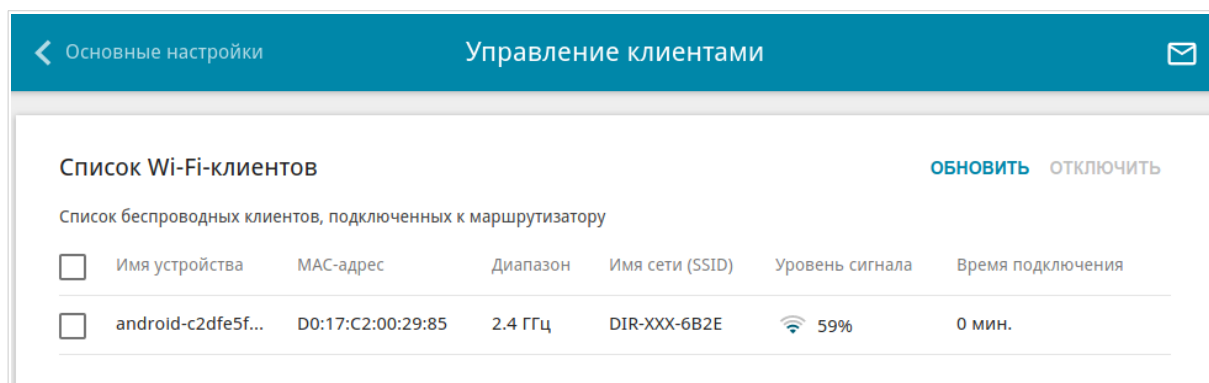 Основные настройки Управление клиентами
Список Wi-Fi-клиентов ОБНОВИТЬ ОТКЛЮЧИТЬ
Список беспроводных клиентов, подключенных к маршрутизатору
Имя устройства MAC-адрес Диапазон Имя сети (SSID) Уровень сигнала Время подключения
android-c2dfe5f... D0:17:C2:00:29:85 2.4 ГГц DIR-XXX-6B2E 59% 0 мин.